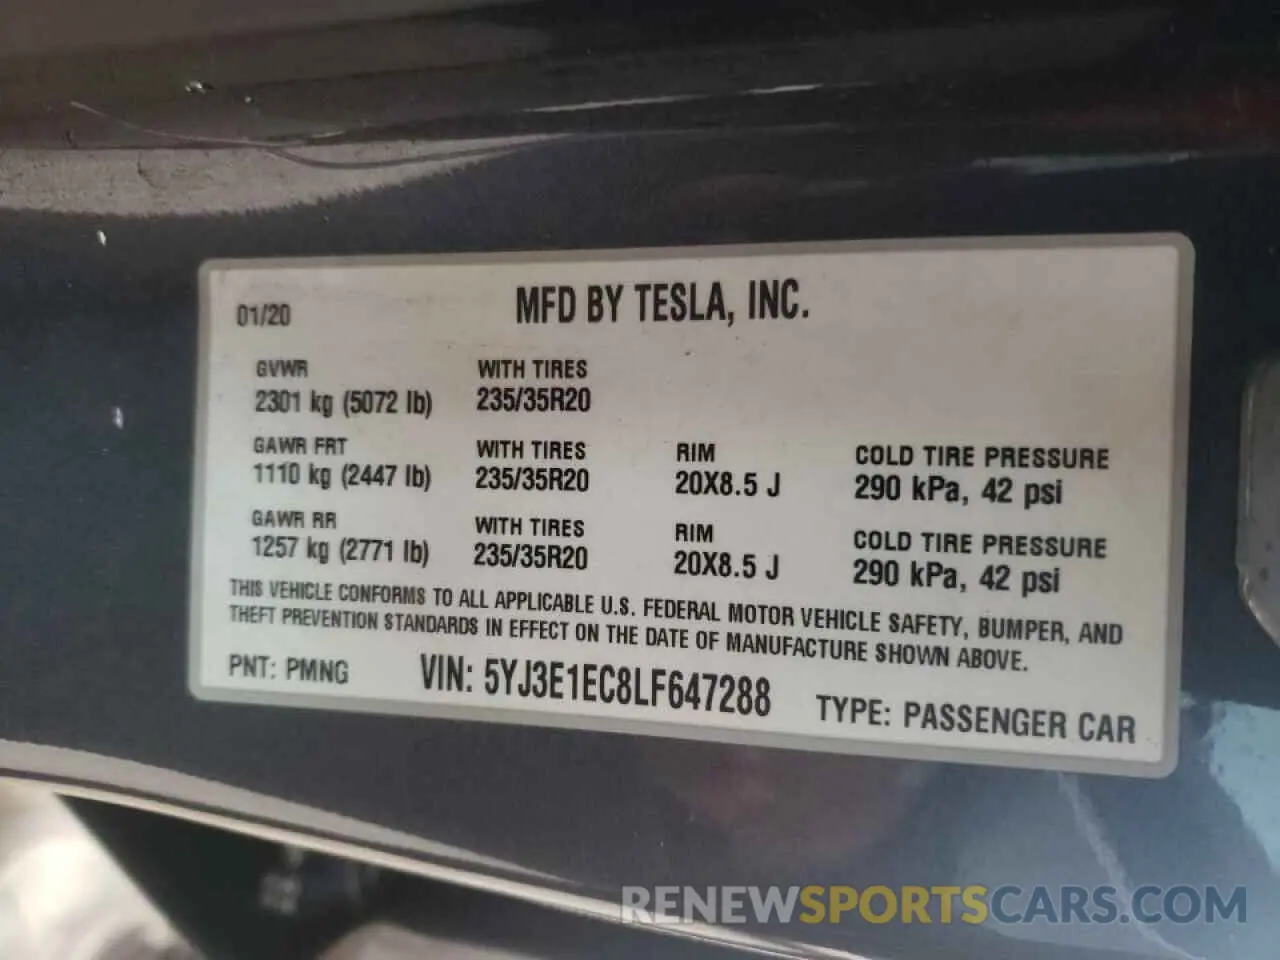 01/20
MFD BY TESLA, INC.
GVWR WITH TIRES
2301 kg (5072 lb) 235/35R20
GAWR FRT WITH TIRES RIM COLD TIRE PRESSURE
1110 kg (2447 lb) 235/35R20 20X8.5 J 290 kPa, 42 psi
GAWR RR WITH TIRES RIM COLD TIRE PRESSURE
1257 kg (2771 lb) 235/35R20 20X8.5 J 290 kPa, 42 psi
THIS VEHICLE CONFORMS TO ALL APPLICABLE U.S. FEDERAL MOTOR VEHICLE SAFETY, BUMPER, AND
THEFT PREVENTION STANDARDS IN EFFECT ON THE DATE OF MANUFACTURE SHOWN ABOVE.
PNT: PMNG VIN: 5YJ3E1EC8LF647288 TYPE: PASSENGER CAR
RENEWSPORTSCARS.COM